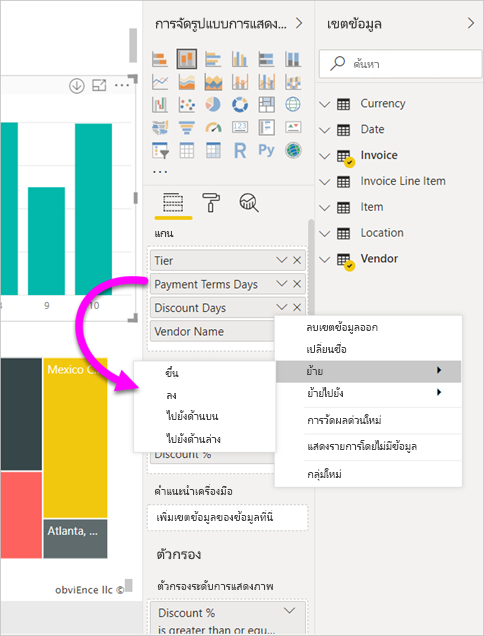 การจัดรูปแบบการแสดง...
เขตข้อมูล
ค้นหา
Currency
Date
Invoice
Invoice Line Item
Item
Location
Vendor
R
Py
123
...
8
9
10
แกน
Tier
Payment Terms Days
Discount Days
Vendor Name
ลบเขตข้อมูลออก
เปลี่ยนชื่อ
ย้าย
ย้ายไปยัง
การวัดผลด่วนใหม่
แสดงรายการโดยไม่มีข้อมูล
กลุ่มใหม่
ขึ้น
ลง
ไปยังด้านบน
ไปยังด้านล่าง
Mexico C...
Atlanta, ...
obviEnce llc ©
Discount %
คำแนะนำเครื่องมือ
เพิ่มเขตข้อมูลของข้อมูลที่นี่
ตัวกรอง
ตัวกรองระดับการแสดงภาพ
Discount %
is greater than or equ...